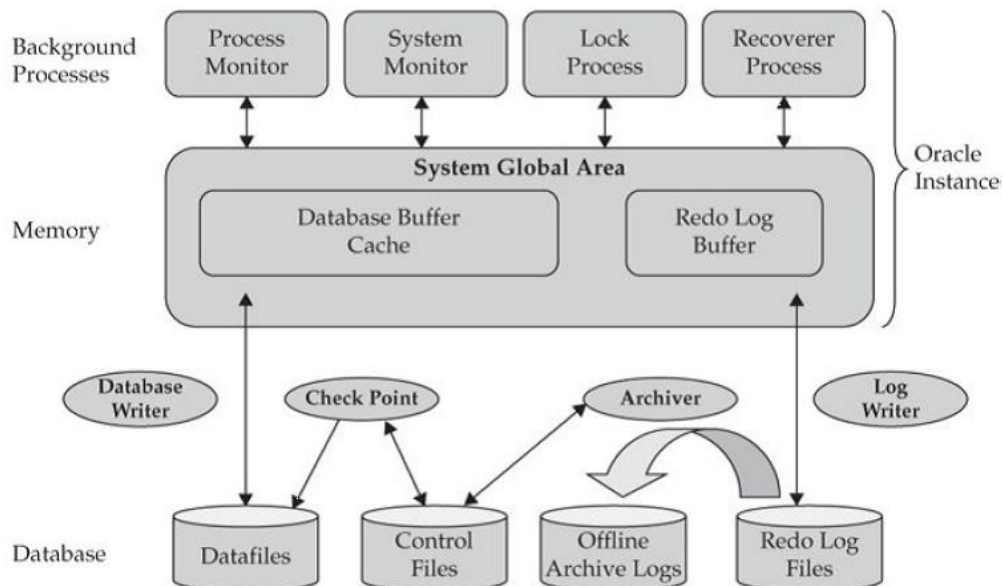 Background
Processes
Process
Monitor
System
Monitor
Lock
Process
Recoverer
Process
System Global Area
Oracle
Instance
Memory
Database Buffer
Cache
Redo Log
Buffer
Database
Writer
Check Point
Archiver
Log
Writer
Database
Datafiles
Control
Files
Offline
Archive Logs
Redo Log
Files